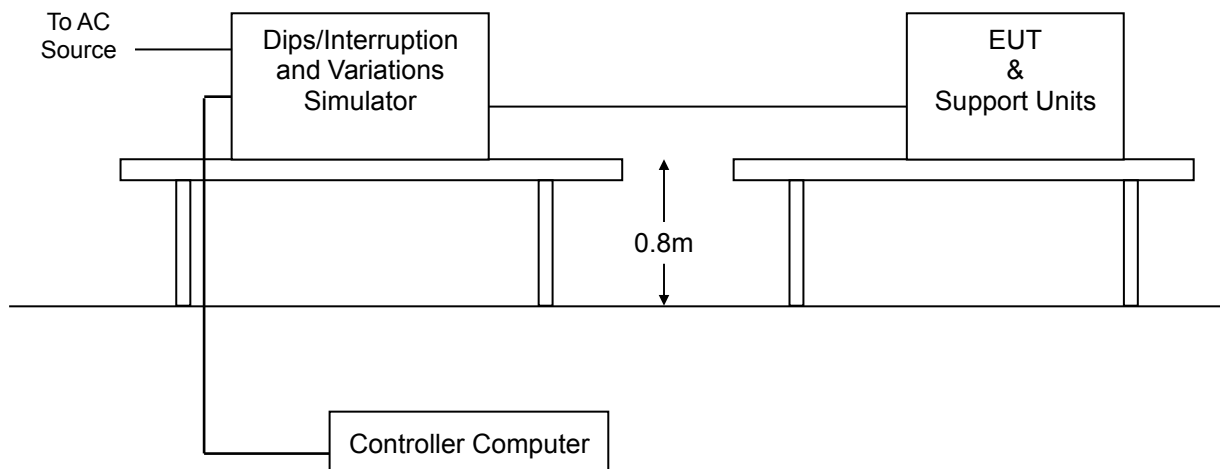 To AC
Source
Dips/Interruption
and Variations
Simulator
EUT
&
Support Units
0.8m
Controller Computer